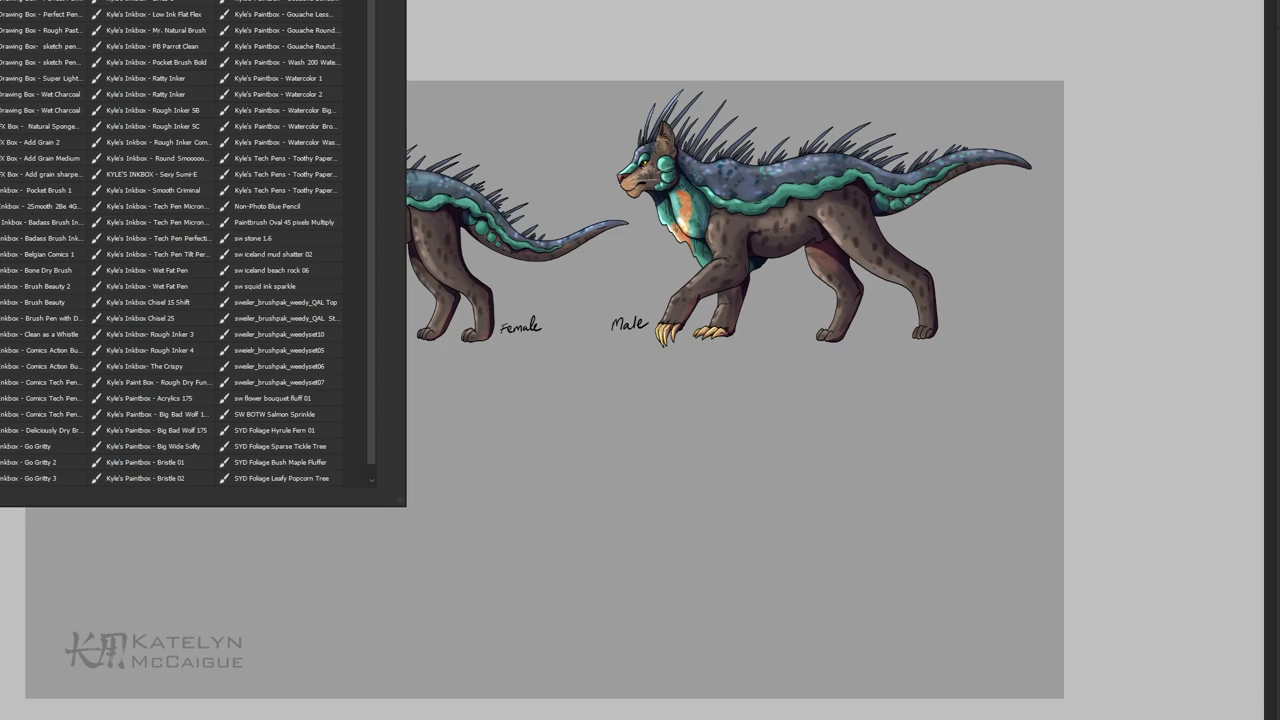 Drawing Box - Perfect Pen...
Drawing Box - Rough Past...
Drawing Box- sketch pen...
Drawing Box - sketch Pen...
Drawing Box - Super Light...
Drawing Box - Wet Charcoal
Drawing Box - Wet Charcoal
FX Box - Natural Sponge...
FX Box - Add Grain 2
FX Box - Add Grain Medium
FX Box - Add grain sharpe...
Inkbox - Pocket Brush 1
Inkbox - 2Smooth 2Be 4G...
Inkbox - Badass Brush In...
Inkbox - Badass Brush Ink...
Inkbox - Belgian Comics 1
Inkbox - Bone Dry Brush
Inkbox - Brush Beauty 2
Inkbox - Brush Beauty
Inkbox - Brush Pen with D...
Inkbox - Clean as a Whistle
Inkbox - Comics Action Bu...
Inkbox - Comics Action Bu...
Inkbox - Comics Tech Pen...
Inkbox - Comics Tech Pen...
Inkbox - Comics Tech Pen...
Inkbox - Deliciously Dry Br...
Inkbox - Go Gritty
Inkbox - Go Gritty 2
Inkbox - Go Gritty 3
Kyle's Inkbox - Low Ink Flat Flex
Kyle's Inkbox - Mr. Natural Brush
Kyle's Inkbox - PB Parrot Clean
Kyle's Inkbox - Pocket Brush Bold
Kyle's Inkbox - Ratty Inker
Kyle's Inkbox - Ratty Inker
Kyle's Inkbox - Rough Inker 5B
Kyle's Inkbox - Rough Inker 5C
Kyle's Inkbox - Rough Inker Com...
Kyle's Inkbox - Round Smooooo...
KYLE'S INKBOX - Sexy Sumi-E
Kyle's Inkbox - Smooth Criminal
Kyle's Inkbox - Tech Pen Micron...
Kyle's Inkbox - Tech Pen Micron...
Kyle's Inkbox - Tech Pen Perfecti...
Kyle's Inkbox - Tech Pen Tilt Per...
Kyle's Inkbox - Wet Fat Pen
Kyle's Inkbox - Wet Fat Pen
Kyle's Inkbox Chisel 15 Shift
Kyle's Inkbox Chisel 25
Kyle's Inkbox- Rough Inker 3
Kyle's Inkbox- Rough Inker 4
Kyle's Inkbox- The Crispy
Kyle's Paint Box - Rough Dry Fun...
Kyle's Paintbox - Acrylics 175
Kyle's Paintbox - Big Bad Wolf 1...
Kyle's Paintbox - Big Bad Wolf 175
Kyle's Paintbox - Big Wide Softy
Kyle's Paintbox - Bristle 01
Kyle's Paintbox - Bristle 02
Kyle's Paintbox - Gouache Less...
Kyle's Paintbox - Gouache Round...
Kyle's Paintbox - Gouache Round...
Kyle's Paintbox - Wash 200 Wate...
Kyle's Paintbox - Watercolor 1
Kyle's Paintbox - Watercolor 2
Kyle's Paintbox - Watercolor Big...
Kyle's Paintbox - Watercolor Bro...
Kyle's Paintbox - Watercolor Was...
Kyle's Tech Pens - Toothy Paper...
Kyle's Tech Pens - Toothy Paper...
Kyle's Tech Pens - Toothy Paper...
Non-Photo Blue Pencil
Paintbrush Oval 45 pixels Multiply
sw stone 1.6
sw iceland mud shatter 02
sw iceland beach rock 06
sw squid ink sparkle
sweiler_brushpak_weedy_QAL Top
sweiler_brushpak_weedy_QAL St...
sweiler_brushpak_weedyset10
sweielr_brushpak_weedyset05
sweiler_brushpak_weedyset06
sweiler_brushpak_weedyset07
sw flower bouquet fluff 01
SW BOTW Salmon Sprinkle
SYD Foliage Hyrule Fern 01
SYD Foliage Sparse Tickle Tree
SYD Foliage Bush Maple Fluffer
SYD Foliage Leafy Popcorn Tree
Female
Male
KATELYN
MCCAIGUE